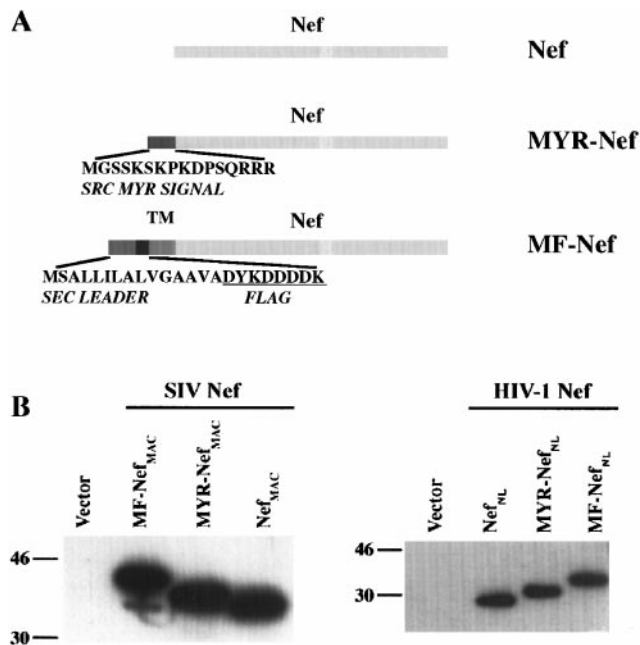 A
Nef
Nef
Nef
MYR-Nef
MGSSKSKPKDPSQRRR
SRC MYR SIGNAL
TM
Nef
MF-Nef
MSALLILALVGAAVADYKDDDDK
SEC LEADER
FLAG
B
SIV Nef
Vector
MF-NefMAC
MYR-NefMAC
NefMAC
46
30
HIV-1 Nef
Vector
NefNL
MYR-NefNL
MF-NefNL
46
30